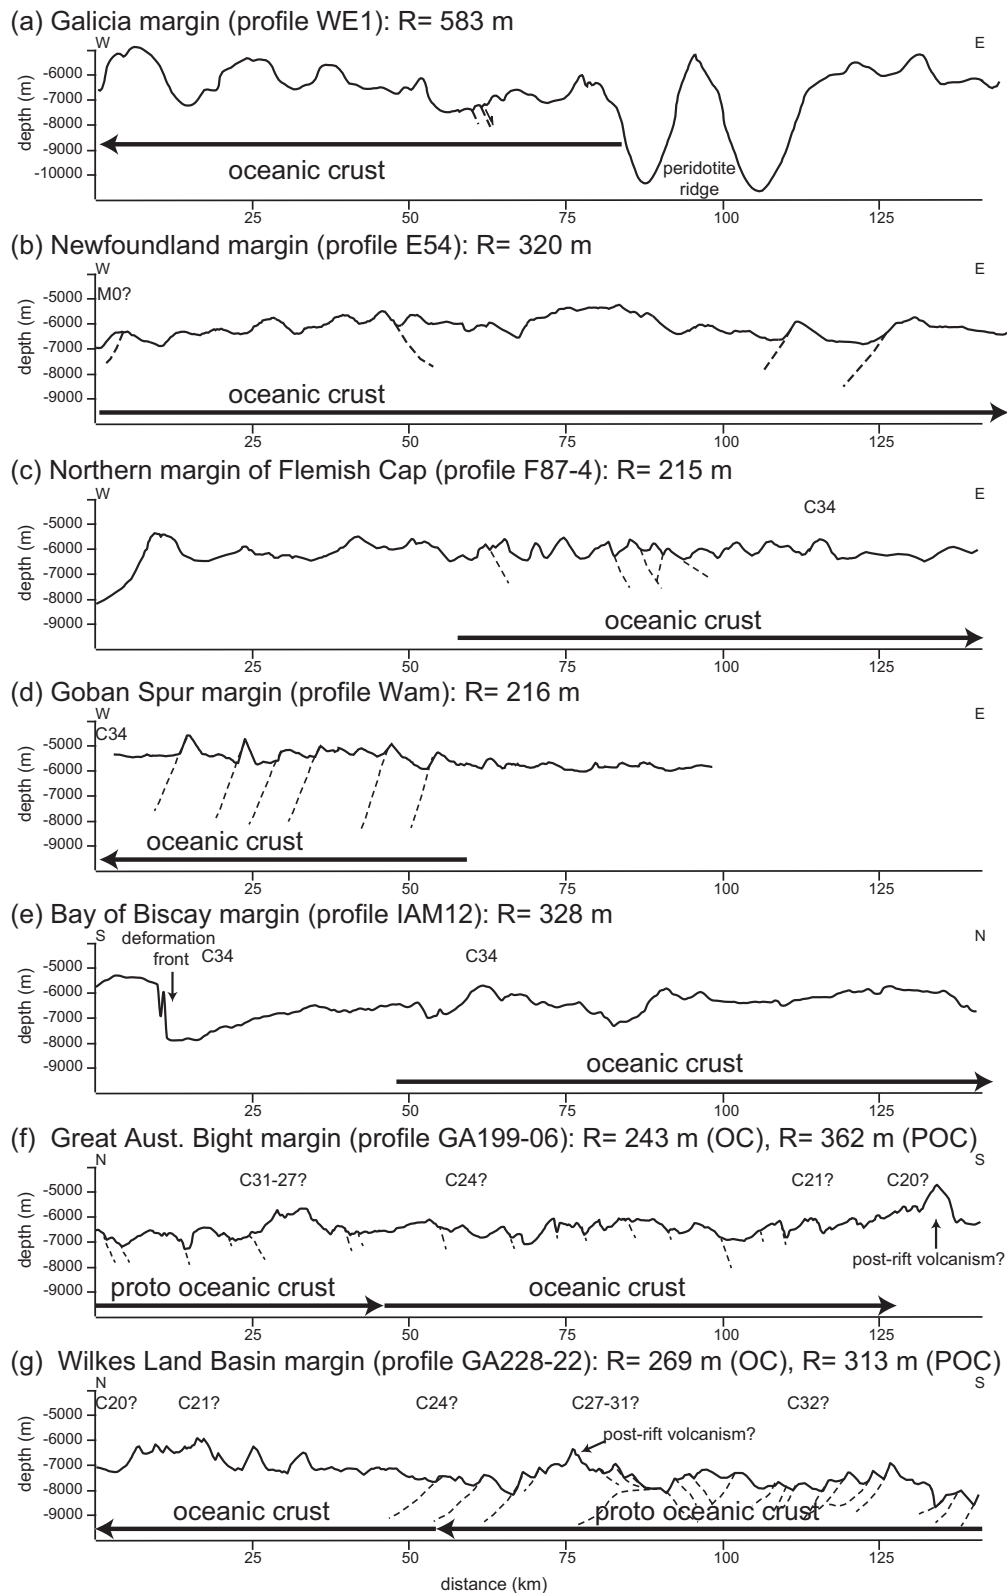 (a) Galicia margin (profile WE1): R= 583 m
W E
depth (m)
-6000
-7000
-8000
-9000
-10000
oceanic crust
peridotite
ridge
25 50 75 100 125
(b) Newfoundland margin (profile E54): R= 320 m
W E
M0?
depth (m)
-5000
-6000
-7000
-8000
-9000
oceanic crust
25 50 75 100 125
(c) Northern margin of Flemish Cap (profile F87-4): R= 215 m
W E
C34
depth (m)
-5000
-6000
-7000
-8000
-9000
oceanic crust
25 50 75 100 125
(d) Goban Spur margin (profile Wam): R= 216 m
W E
C34
depth (m)
-5000
-6000
-7000
-8000
-9000
oceanic crust
25 50 75 100 125
(e) Bay of Biscay margin (profile IAM12): R= 328 m
S N
deformation
front
C34 C34
depth (m)
-5000
-6000
-7000
-8000
-9000
oceanic crust
25 50 75 100 125
(f) Great Aust. Bight margin (profile GA199-06): R= 243 m (OC), R= 362 m (POC)
N S
C31-27? C24? C21? C20?
depth (m)
-5000
-6000
-7000
-8000
-9000
post-rift volcanism?
proto oceanic crust oceanic crust
25 50 75 100 125
(g) Wilkes Land Basin margin (profile GA228-22): R= 269 m (OC), R= 313 m (POC)
N S
C20? C21? C24? C27-31? C32?
post-rift volcanism?
depth (m)
-5000
-6000
-7000
-8000
-9000
oceanic crust proto oceanic crust
25 50 75 100 125
distance (km)